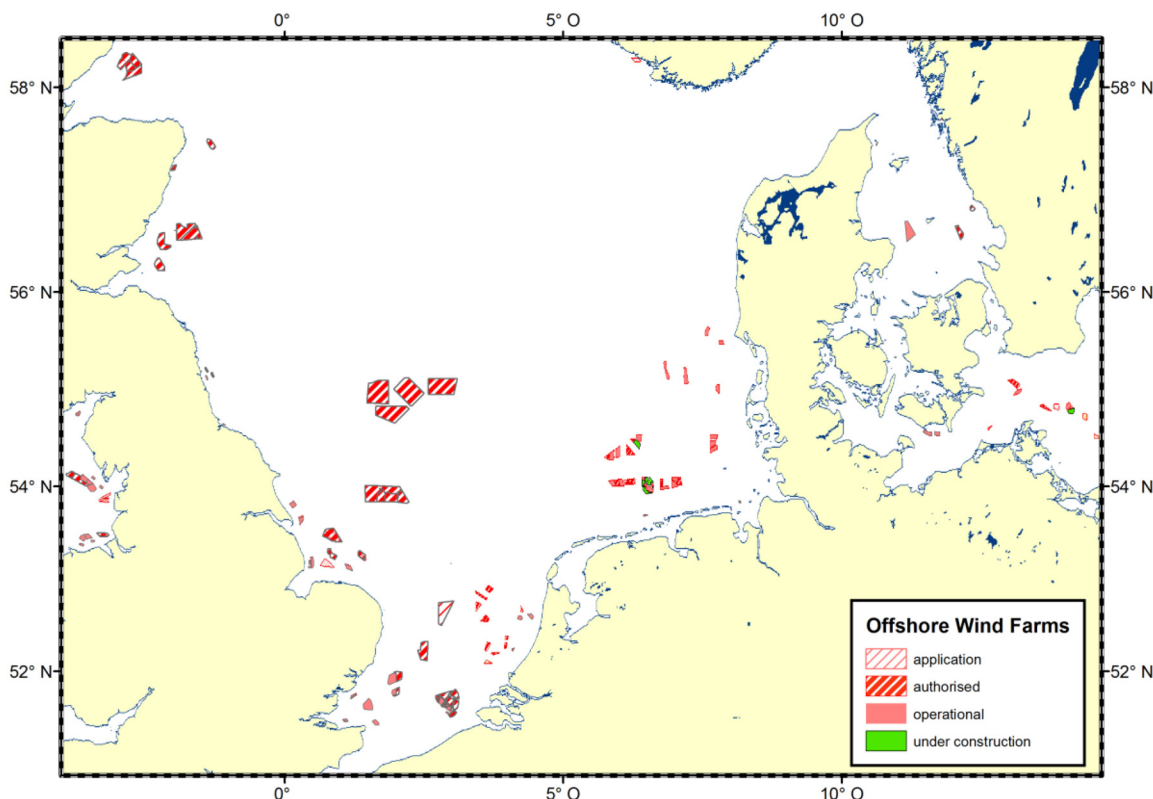 0° 5° O 10° O
58° N 58° N
56° N 56° N
54° N 54° N
52° N 52° N
Offshore Wind Farms
application
authorised
operational
under construction
0° 5° O 10° O